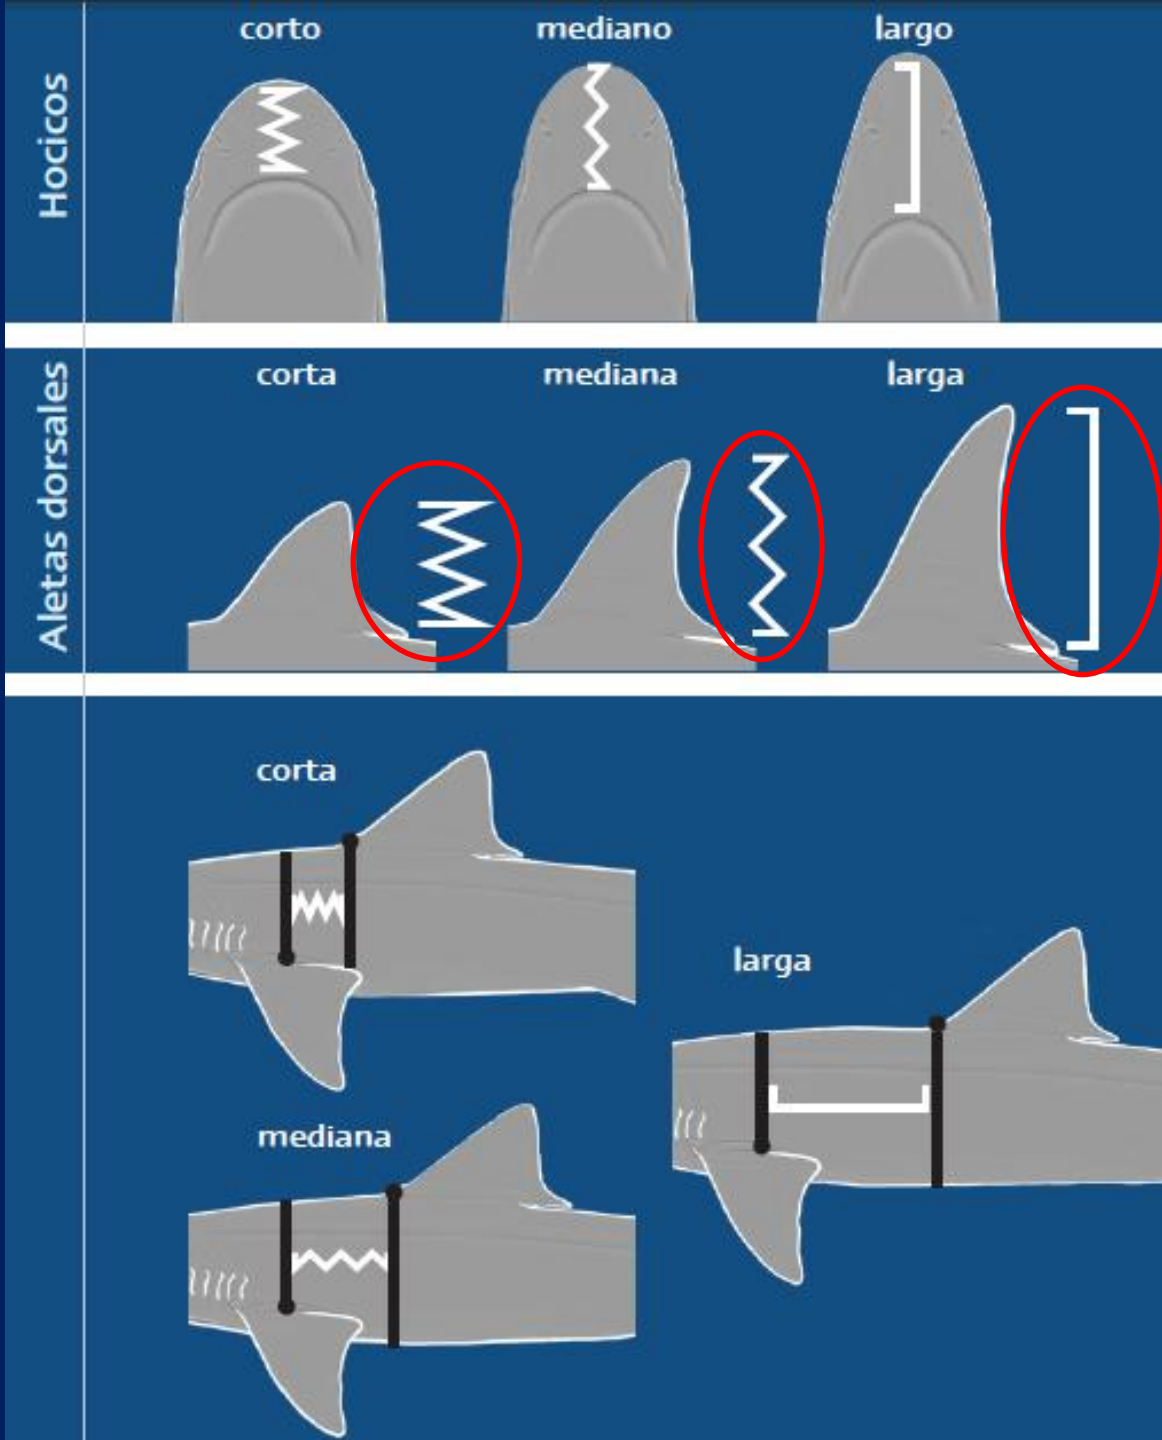 Hocicos
corto
mediano
largo
Aletas dorsales
corta
mediana
larga
corta
larga
mediana